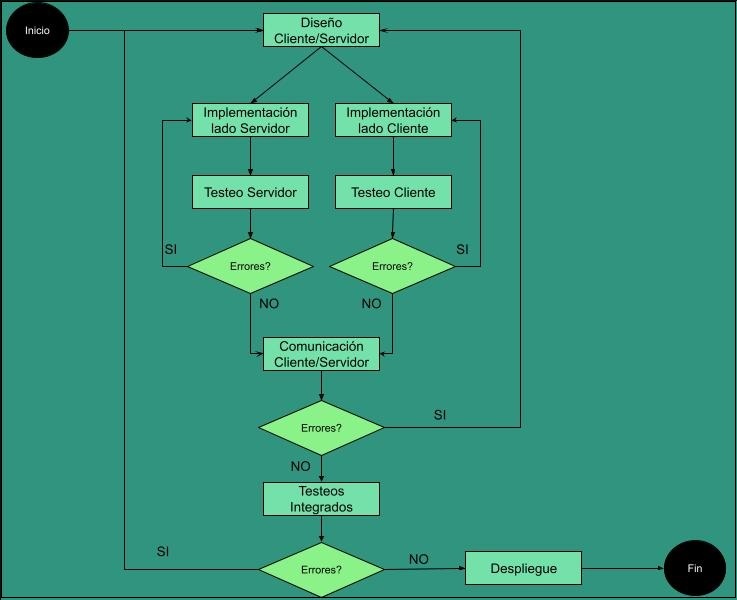 Inicio
Diseño
Cliente/Servidor
Implementación
lado Servidor
Implementación
lado Cliente
Testeo Servidor
Testeo Cliente
SI
Errores?
Errores?
SI
NO
NO
Comunicación
Cliente/Servidor
Errores?
SI
NO
Testeos
Integrados
SI
Errores?
NO
Despliegue
Fin